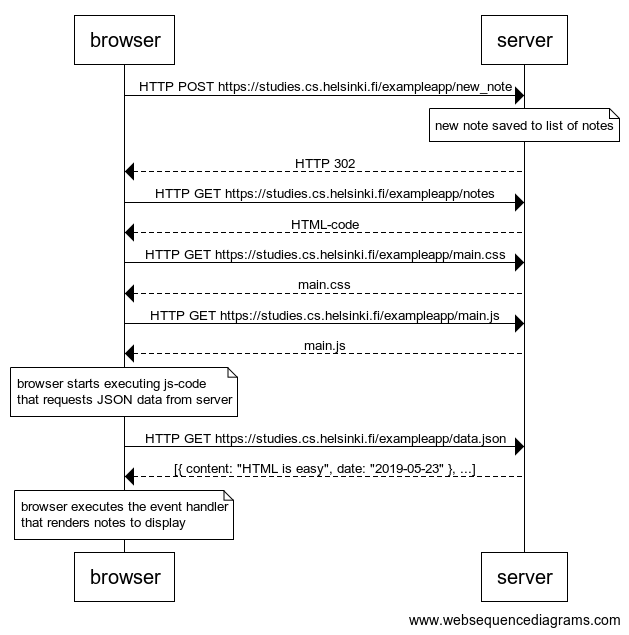 browser
server
HTTP POST https://studies.cs.helsinki.fi/exampleapp/new_note
new note saved to list of notes
HTTP 302
HTTP GET https://studies.cs.helsinki.fi/exampleapp/notes
HTML-code
HTTP GET https://studies.cs.helsinki.fi/exampleapp/main.css
main.css
HTTP GET https://studies.cs.helsinki.fi/exampleapp/main.js
main.js
browser starts executing js-code
that requests JSON data from server
HTTP GET https://studies.cs.helsinki.fi/exampleapp/data.json
[{ content: "HTML is easy", date: "2019-05-23" }, ...]
browser executes the event handler
that renders notes to display
browser
server
www.websequencediagrams.com